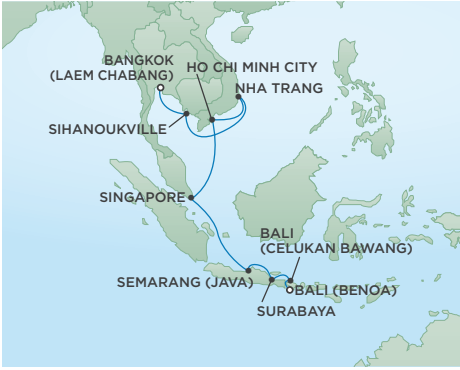 BANGKOK
(LAEM CHABANG)
HO CHI MINH CITY
NHA TRANG
SIHANOUKVILLE
SINGAPORE
BALI
(CELUKAN BAWANG)
SEMARANG (JAVA)
BALI (BENOA)
SURABAYA